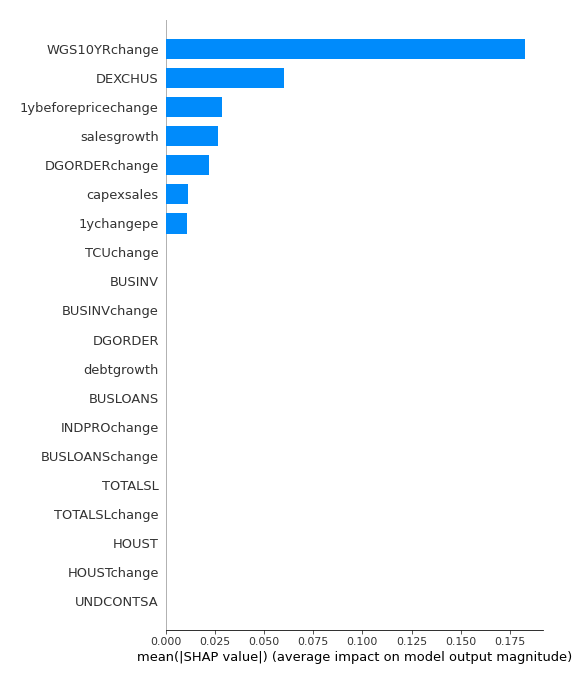 WGS10YRchange
DEXCHUS
1ybeforepricechange
salesgrowth
DGORDERchange
capexsales
1ychangepe
TCUchange
BUSINV
BUSINVchange
DGORDER
debtgrowth
BUSLOANS
INDPROchange
BUSLOANSchange
TOTALSL
TOTALSLchange
HOUST
HOUSTchange
UNDCONTSA
0.000 0.025 0.050 0.075 0.100 0.125 0.150 0.175
mean(|SHAP value|) (average impact on model output magnitude)